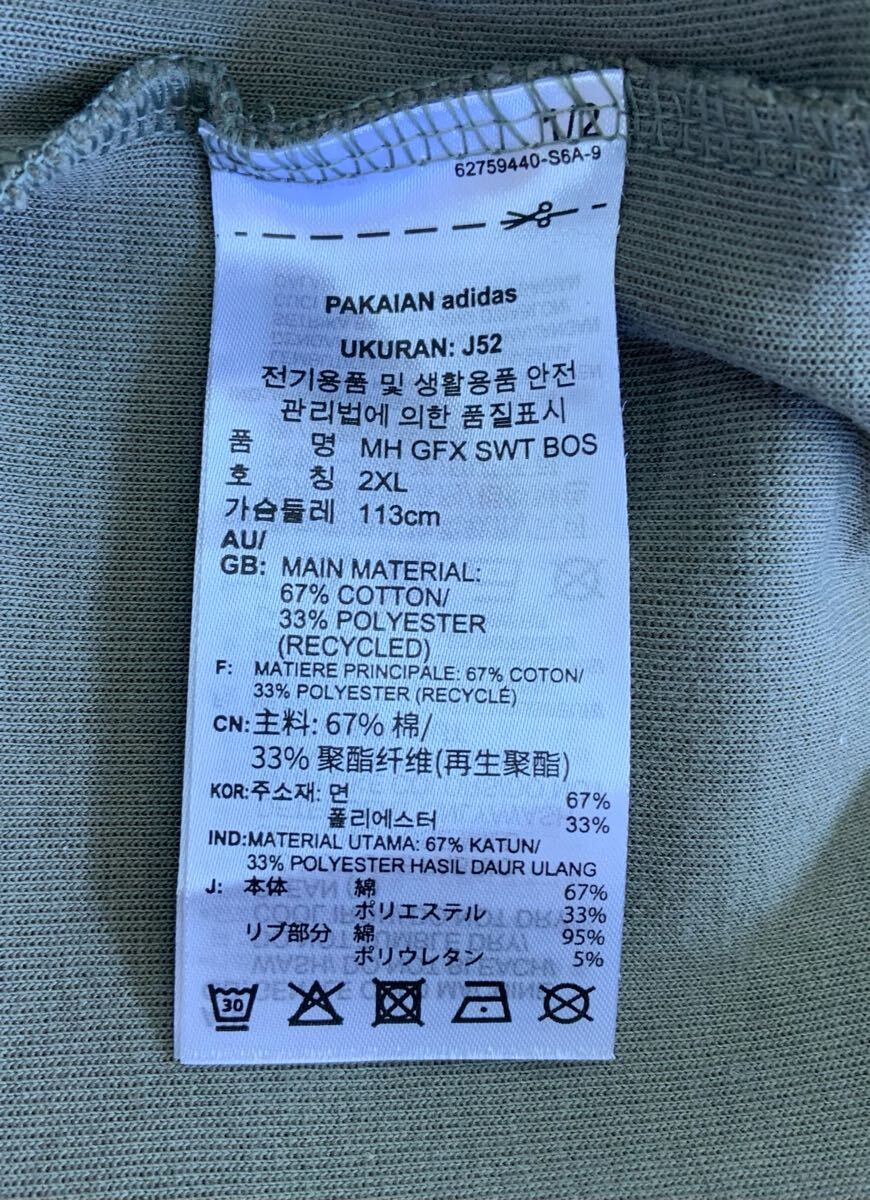 1/2
62759440-S6A-9
PAKAIAN adidas
UKURAN: J52
전기용품 및 생활용품 안전
관리법에 의한 품질표시
품 명 MH GFX SWT BOS
호 칭 2XL
가슴둘레 113cm
AU/
GB: MAIN MATERIAL:
67% COTTON/
33% POLYESTER
(RECYCLED)
F: MATIERE PRINCIPALE: 67% COTON/
33% POLYESTER (RECYCLÉ)
CN: 主料: 67% 棉/
33% 聚酯纤维(再生聚酯)
KOR: 주소재: 면 67%
폴리에스터 33%
IND: MATERIAL UTAMA: 67% KATUN/
33% POLYESTER HASIL DAUR ULANG
J: 本体 綿 67%
ポリエステル 33%
リブ部分 綿 95%
ポリウレタン 5%
30